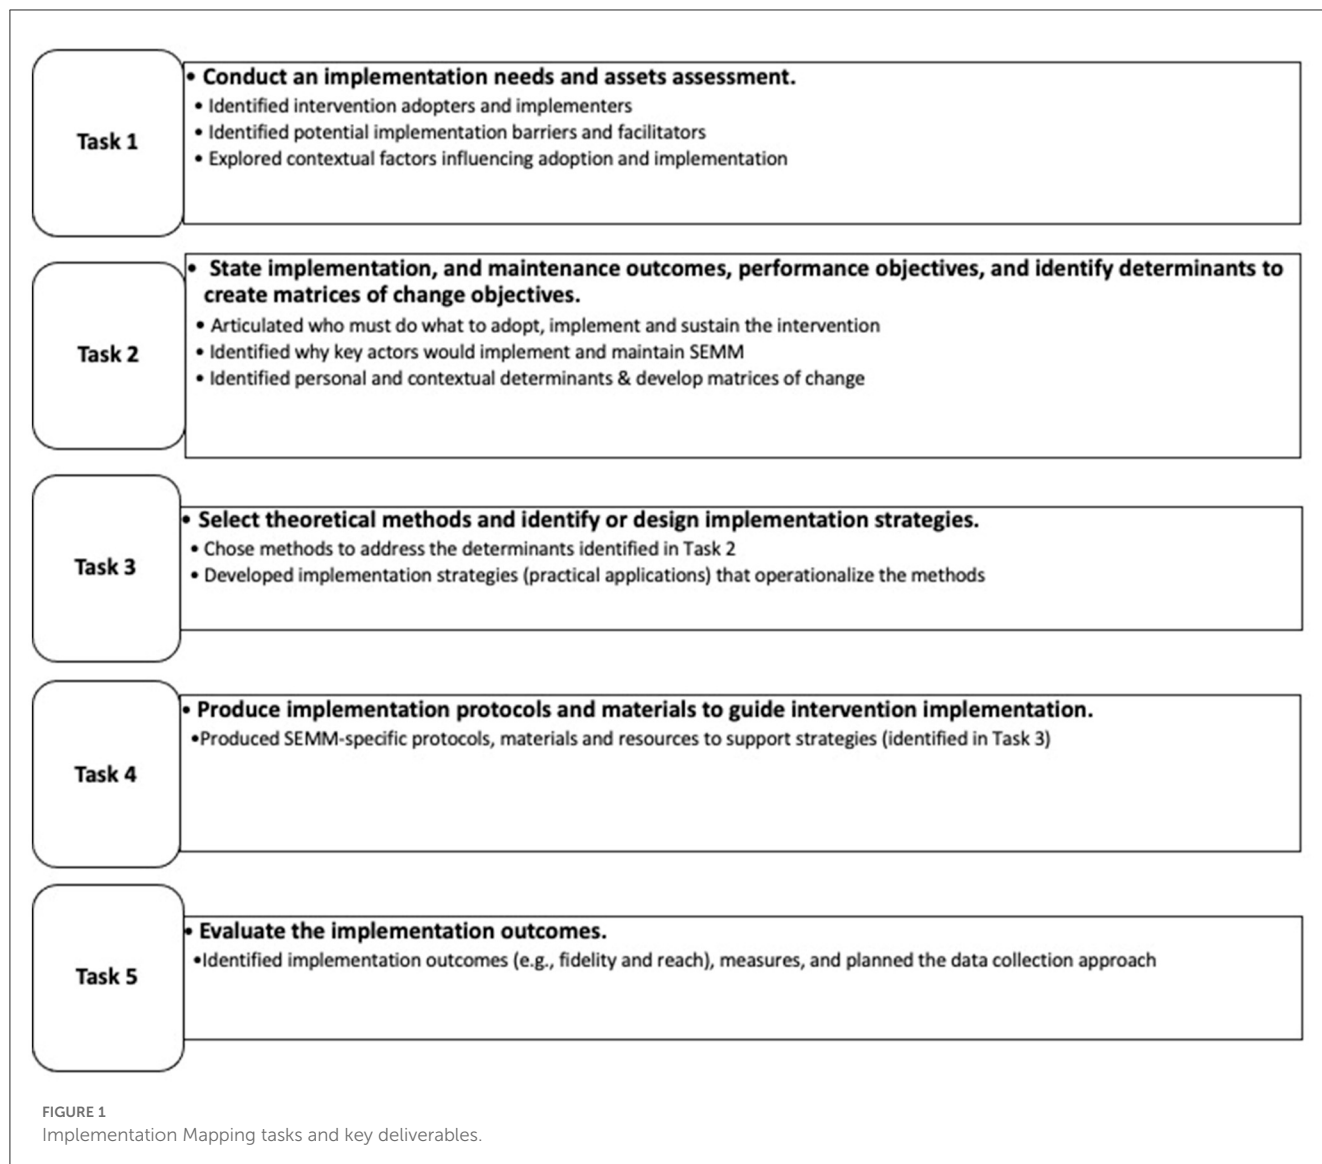 Task 1
• Conduct an implementation needs and assets assessment.
• Identified intervention adopters and implementers
• Identified potential implementation barriers and facilitators
• Explored contextual factors influencing adoption and implementation
Task 2
• State implementation, and maintenance outcomes, performance objectives, and identify determinants to
create matrices of change objectives.
• Articulated who must do what to adopt, implement and sustain the intervention
• Identified why key actors would implement and maintain SEMM
• Identified personal and contextual determinants & develop matrices of change
Task 3
• Select theoretical methods and identify or design implementation strategies.
• Chose methods to address the determinants identified in Task 2
• Developed implementation strategies (practical applications) that operationalize the methods
Task 4
• Produce implementation protocols and materials to guide intervention implementation.
•Produced SEMM-specific protocols, materials and resources to support strategies (identified in Task 3)
Task 5
• Evaluate the implementation outcomes.
•Identified implementation outcomes (e.g., fidelity and reach), measures, and planned the data collection approach
FIGURE 1
Implementation Mapping tasks and key deliverables.